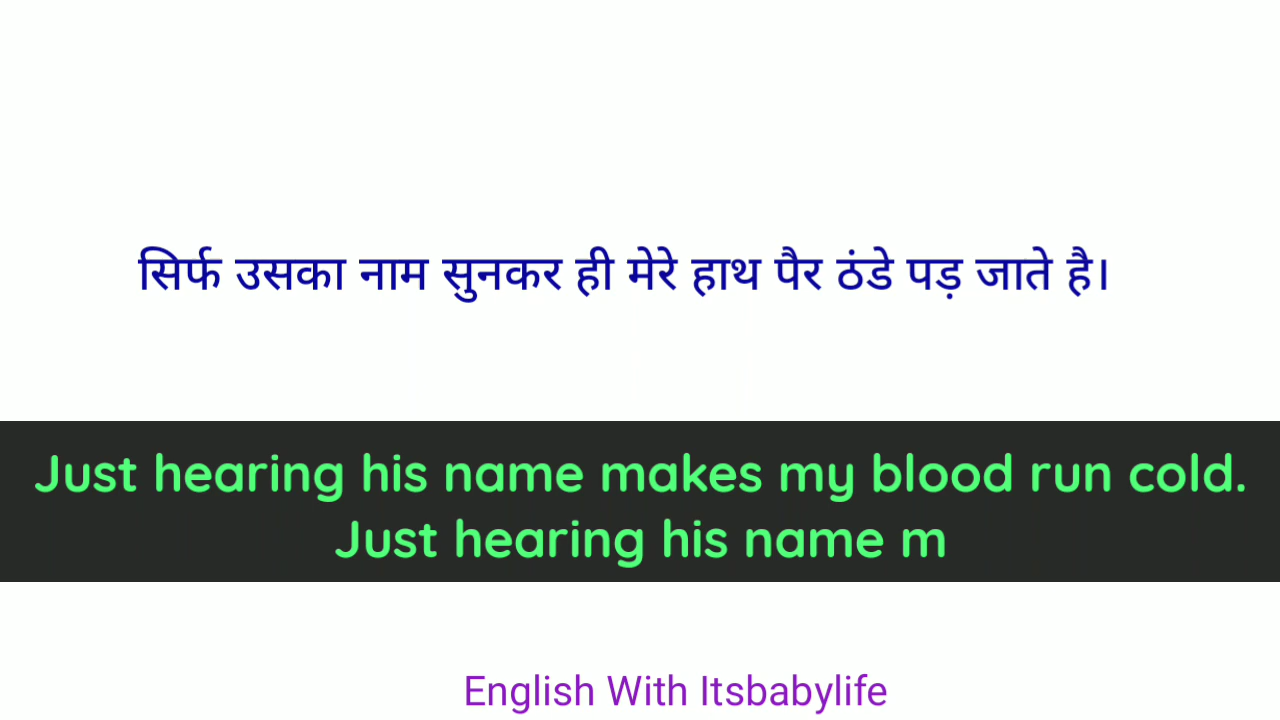 सिर्फ उसका नाम सुनकर ही मेरे हाथ पैर ठंडे पड़ जाते है।
Just hearing his name makes my blood run cold.
Just hearing his name m
English With Itsbabylife